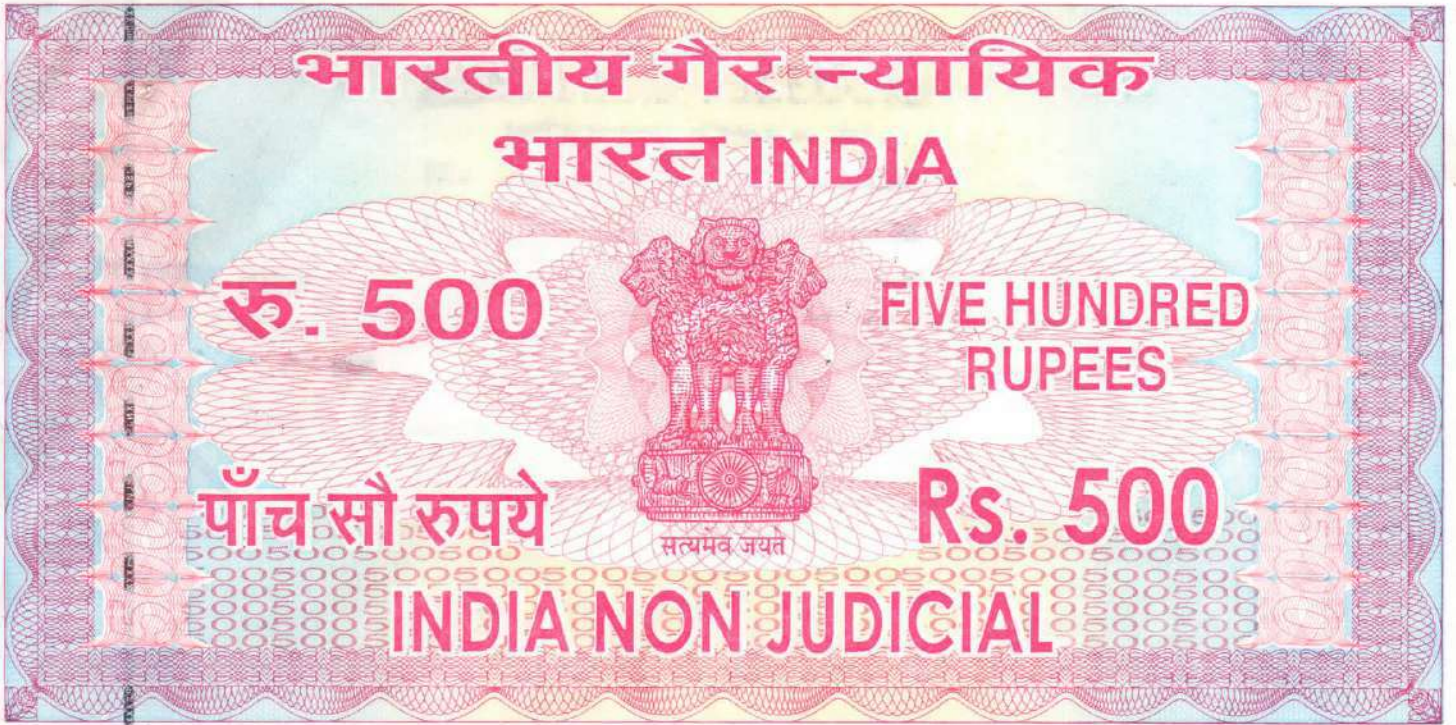 भारतीय गैर न्यायिक
भारत INDIA
रु. 500
FIVE HUNDRED
RUPEES
पाँच सौ रुपये
Rs. 500
सत्यमेव जयते
INDIA NON JUDICIAL